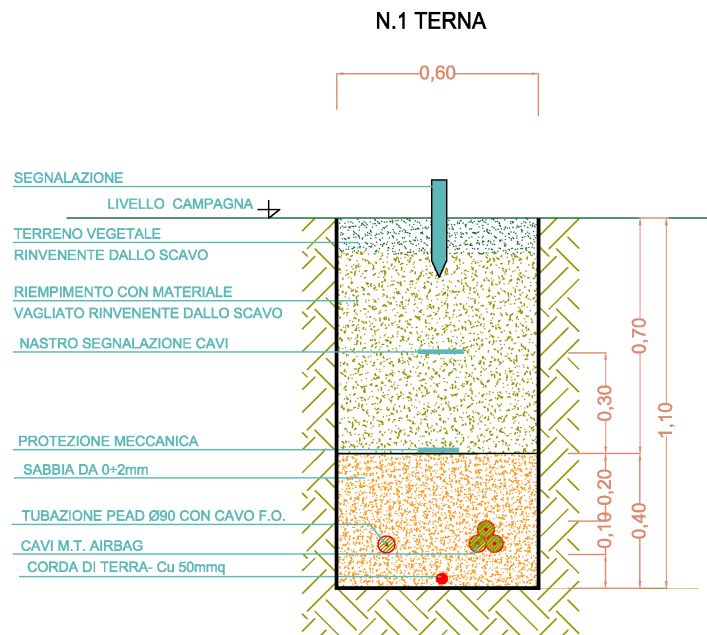 N.1 TERNA
0,60
SEGNALAZIONE
LIVELLO CAMPAGNA
TERRENO VEGETALE
RINVENENTE DALLO SCAVO
RIEMPIMENTO CON MATERIALE
VAGLIATO RINVENENTE DALLO SCAVO
NASTRO SEGNALAZIONE CAVI
PROTEZIONE MECCANICA
SABBIA DA 0÷2mm
TUBAZIONE PEAD Ø90 CON CAVO F.O.
CAVI M.T. AIRBAG
CORDA DI TERRA- Cu 50mmq
0,30
0,20
0,10
0,70
0,40
1,10